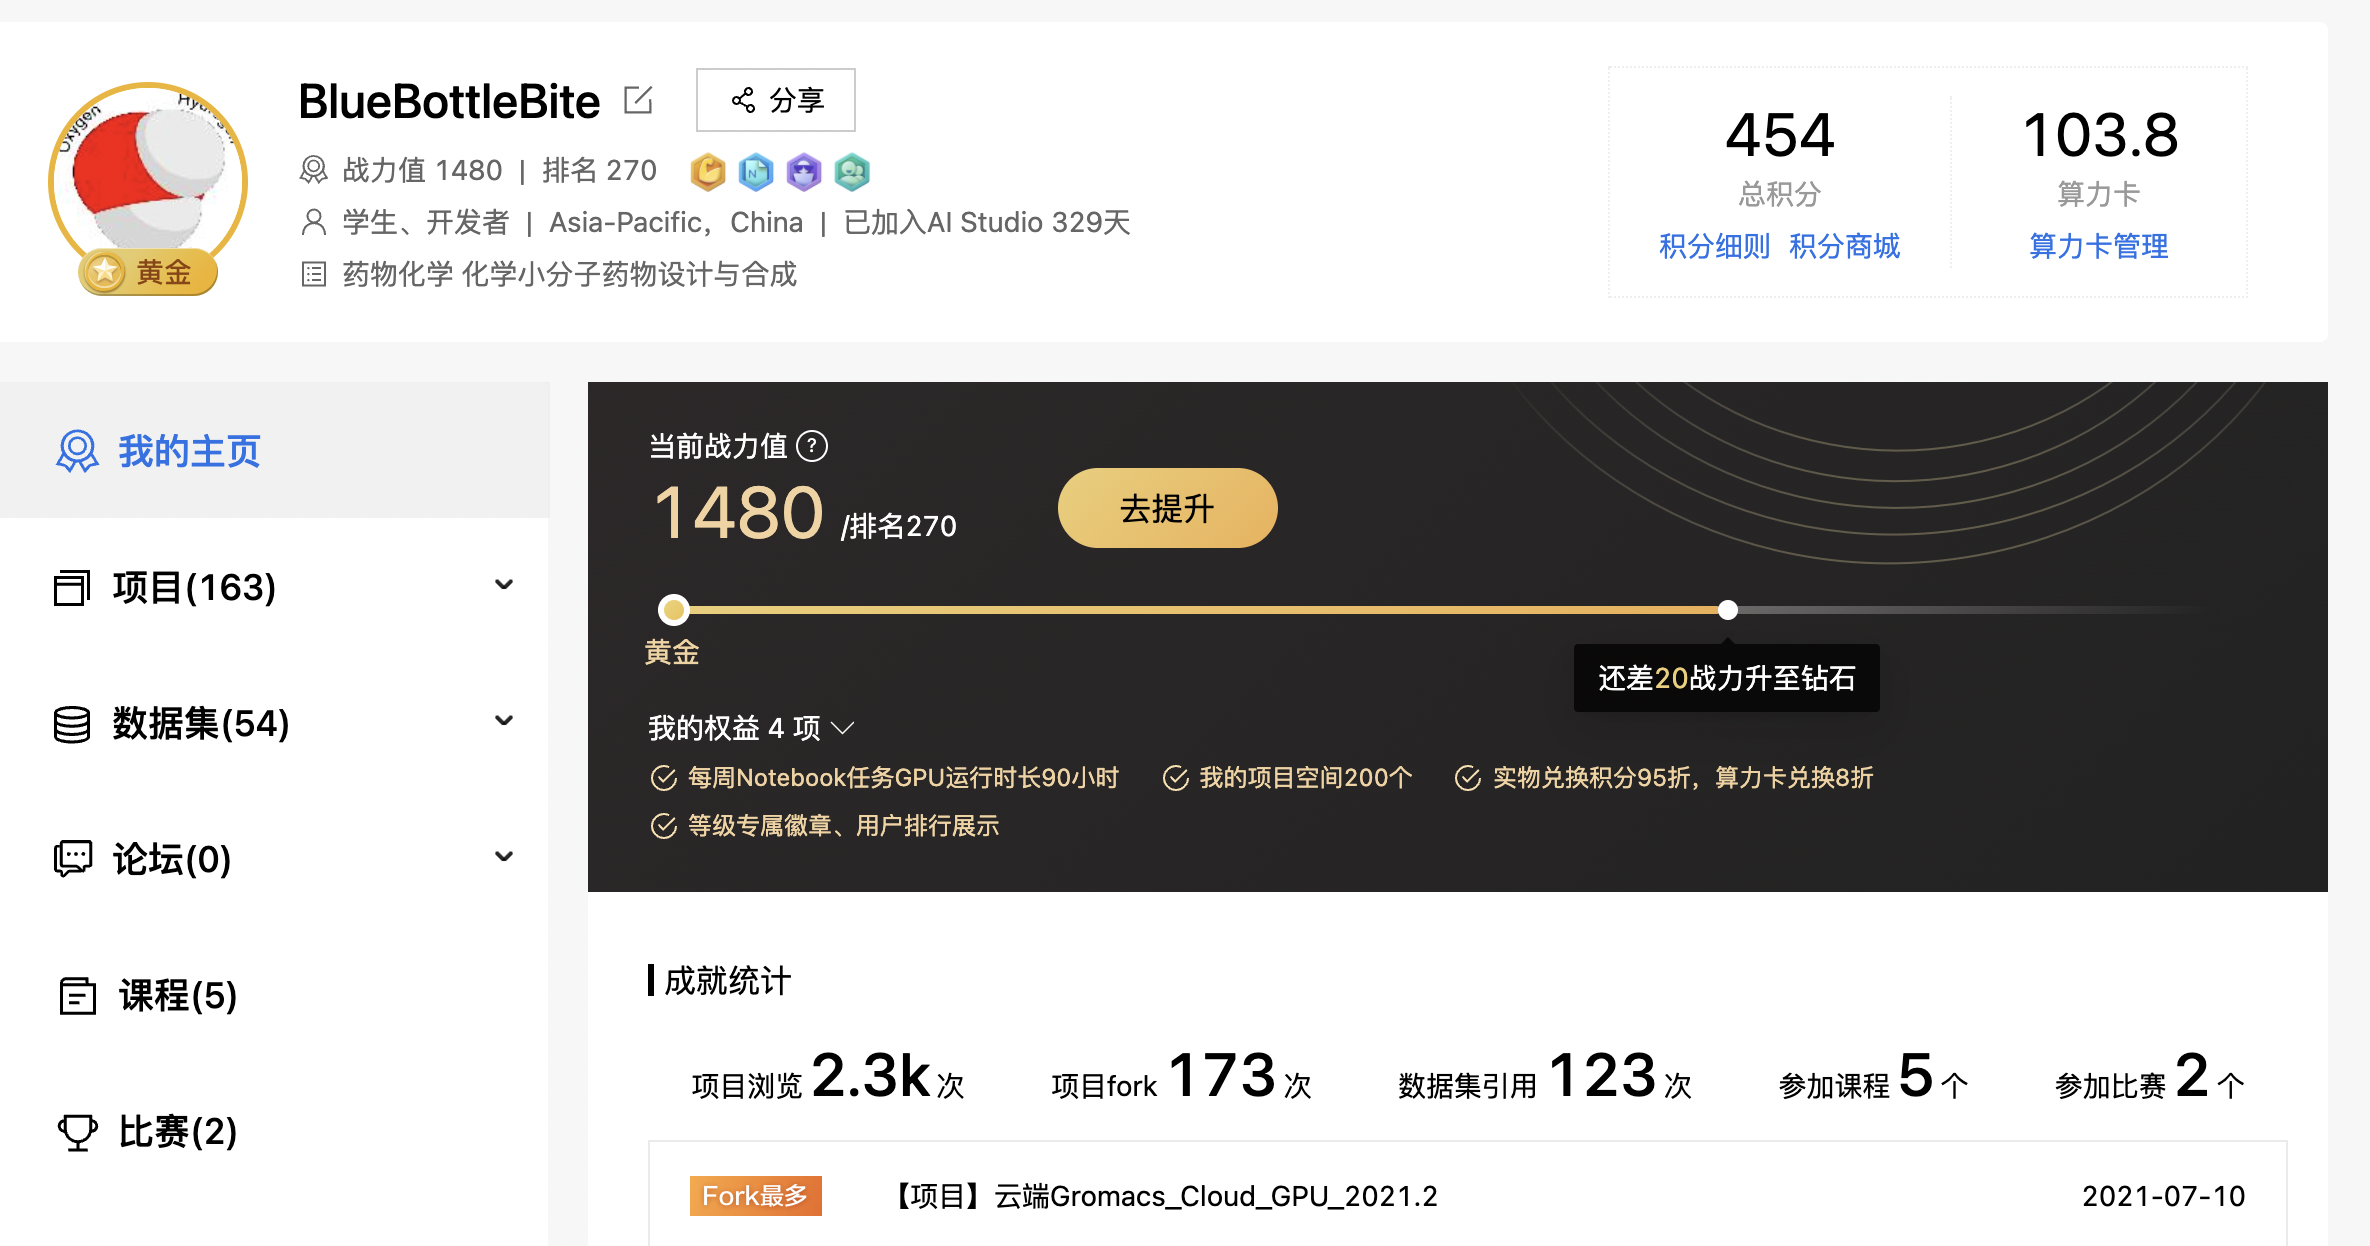 Oxygen
BlueBottleBite 分享
战力值 1480 | 排名 270
学生、开发者 | Asia-Pacific，China | 已加入AI Studio 329天
药物化学 化学小分子药物设计与合成
黄金
454
总积分
积分细则 积分商城
103.8
算力卡
算力卡管理
我的主页
项目(163)
数据集(54)
论坛(0)
课程(5)
比赛(2)
当前战力值 ?
1480 /排名270
去提升
黄金
还差20战力升至钻石
我的权益 4 项
每周Notebook任务GPU运行时长90小时 我的项目空间200个 实物兑换积分95折，算力卡兑换8折
等级专属徽章、用户排行展示
成就统计
项目浏览 2.3k 次 项目fork 173 次 数据集引用 123 次 参加课程 5 个 参加比赛 2 个
Fork最多 【项目】云端Gromacs_Cloud_GPU_2021.2 2021-07-10